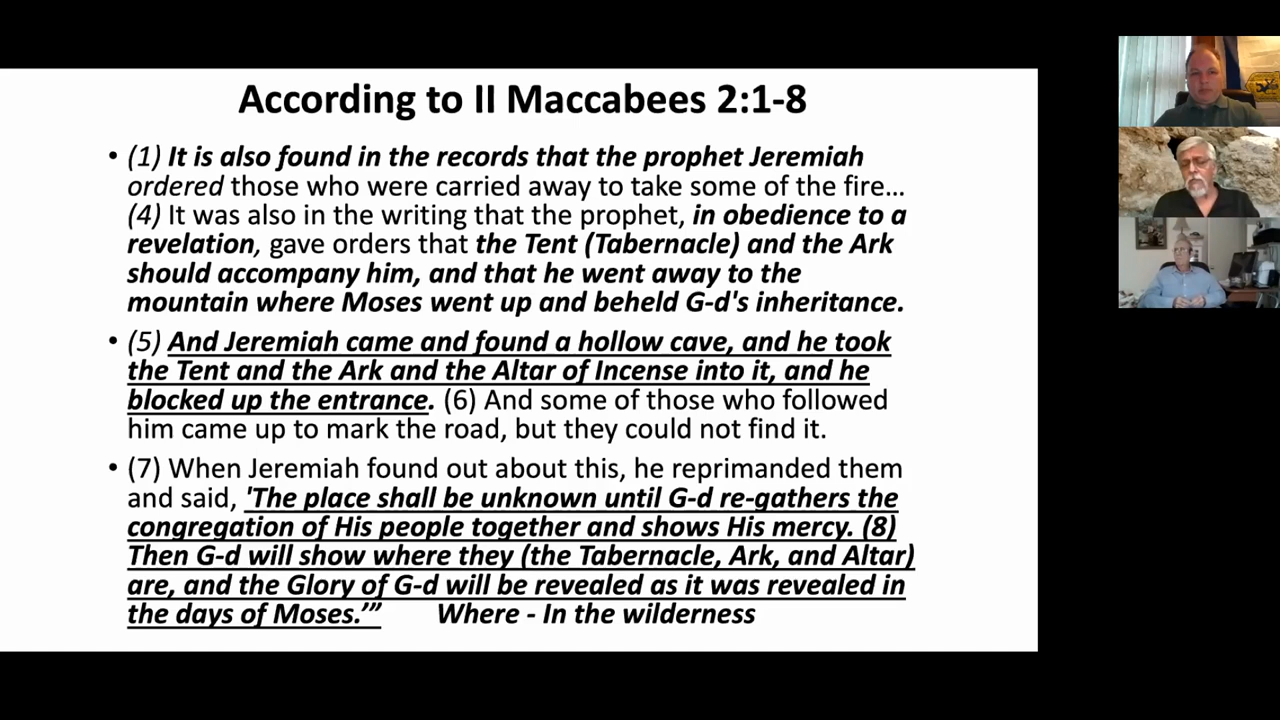 According to II Maccabees 2:1-8
• (1) It is also found in the records that the prophet Jeremiah
ordered those who were carried away to take some of the fire…
(4) It was also in the writing that the prophet, in obedience to a
revelation, gave orders that the Tent (Tabernacle) and the Ark
should accompany him, and that he went away to the
mountain where Moses went up and beheld G-d's inheritance.
• (5) And Jeremiah came and found a hollow cave, and he took
the Tent and the Ark and the Altar of Incense into it, and he
blocked up the entrance. (6) And some of those who followed
him came up to mark the road, but they could not find it.
• (7) When Jeremiah found out about this, he reprimanded them
and said, 'The place shall be unknown until G-d re-gathers the
congregation of His people together and shows His mercy. (8)
Then G-d will show where they (the Tabernacle, Ark, and Altar)
are, and the Glory of G-d will be revealed as it was revealed in
the days of Moses.’” Where - In the wilderness